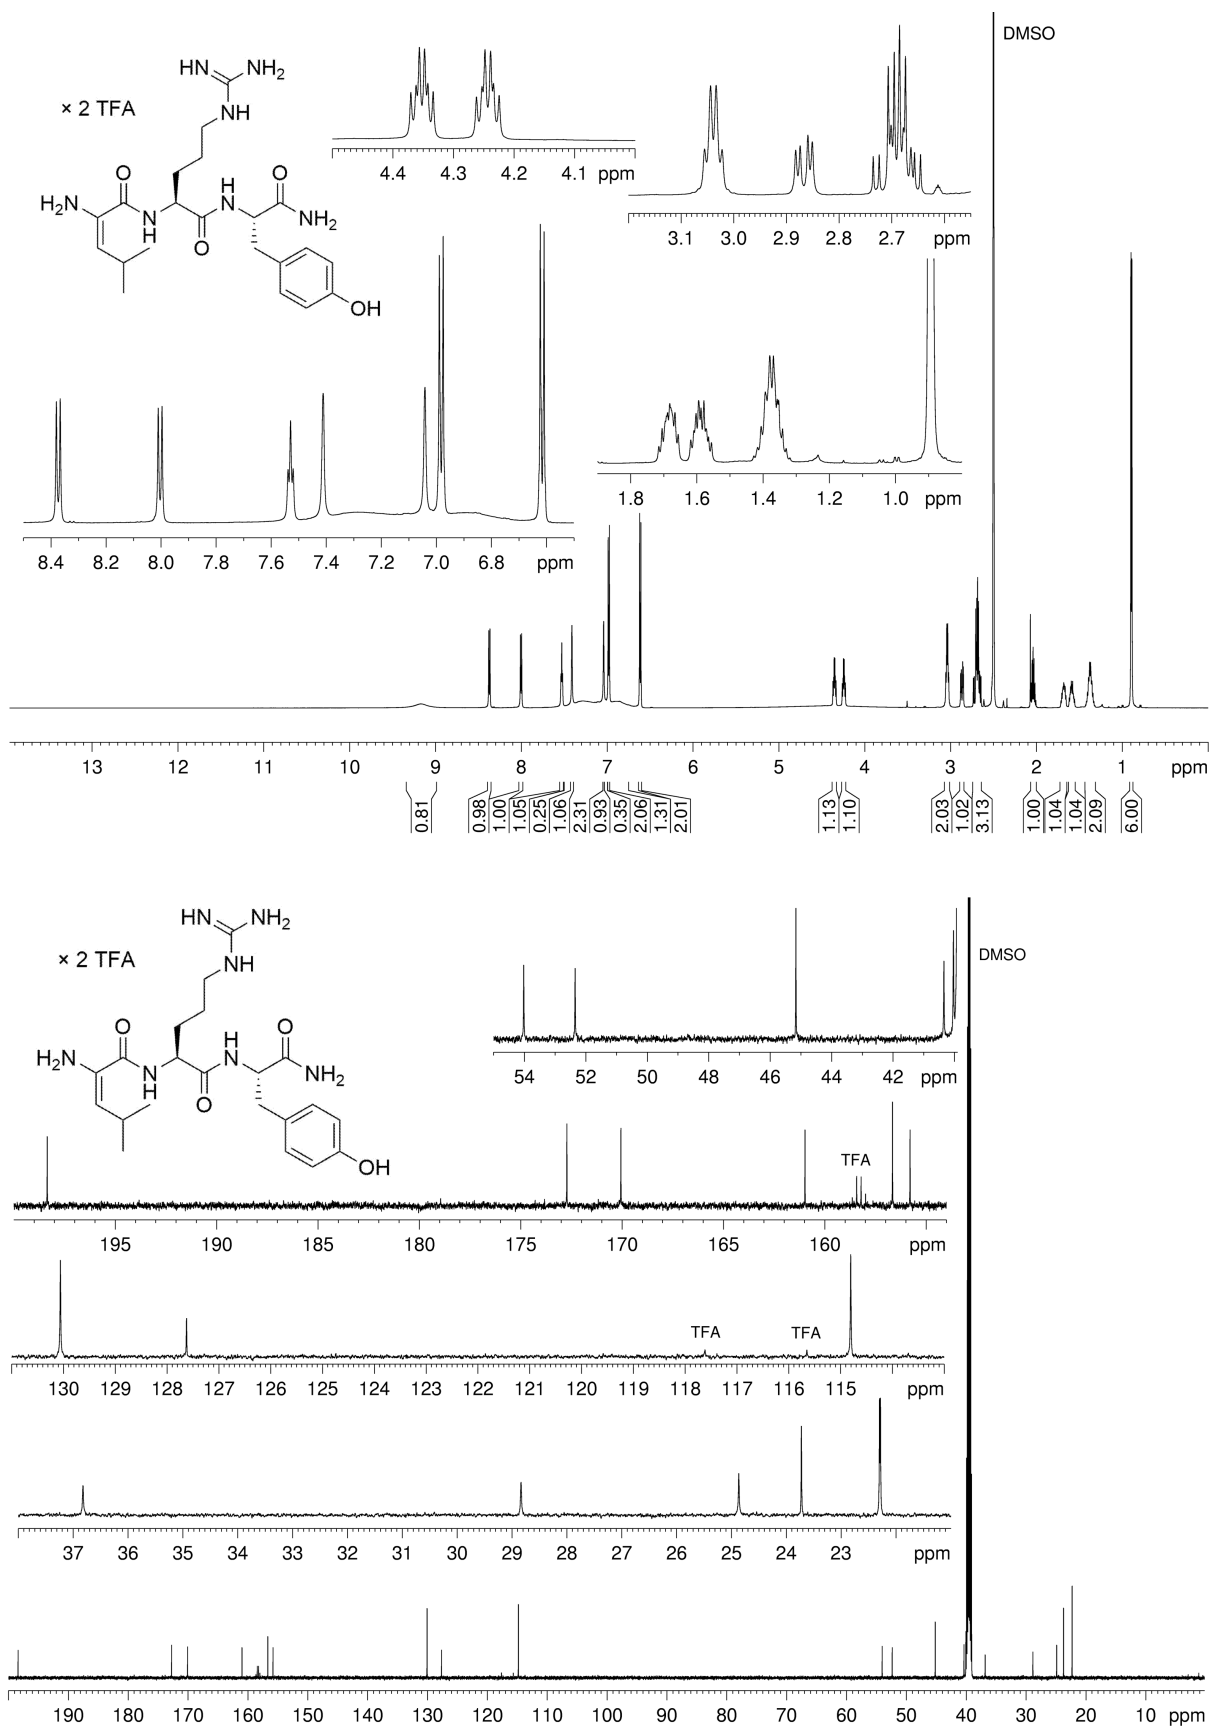 DMSO
HN
NH2
NH
× 2 TFA
O
H2N
N
H
O
H
N
O
NH2
OH
4.4 4.3 4.2 4.1 ppm
3.1 3.0 2.9 2.8 2.7 ppm
1.8 1.6 1.4 1.2 1.0 ppm
8.4 8.2 8.0 7.8 7.6 7.4 7.2 7.0 6.8 ppm
13 12 11 10 9 8 7 6 5 4 3 2 1 ppm
0.81 0.98 1.00 1.05 0.25 1.06 2.31 0.93 0.35 2.06 1.31 2.01 1.13 1.10 2.03 1.02 3.13 1.00 1.04 1.04 2.09 6.00
HN
NH2
NH
× 2 TFA
DMSO
O
H2N
N
H
O
H
N
O
NH2
OH
54 52 50 48 46 44 42 ppm
TFA
195 190 185 180 175 170 165 160 ppm
TFA TFA
130 129 128 127 126 125 124 123 122 121 120 119 118 117 116 115 ppm
37 36 35 34 33 32 31 30 29 28 27 26 25 24 23 ppm
190 180 170 160 150 140 130 120 110 100 90 80 70 60 50 40 30 20 10 ppm